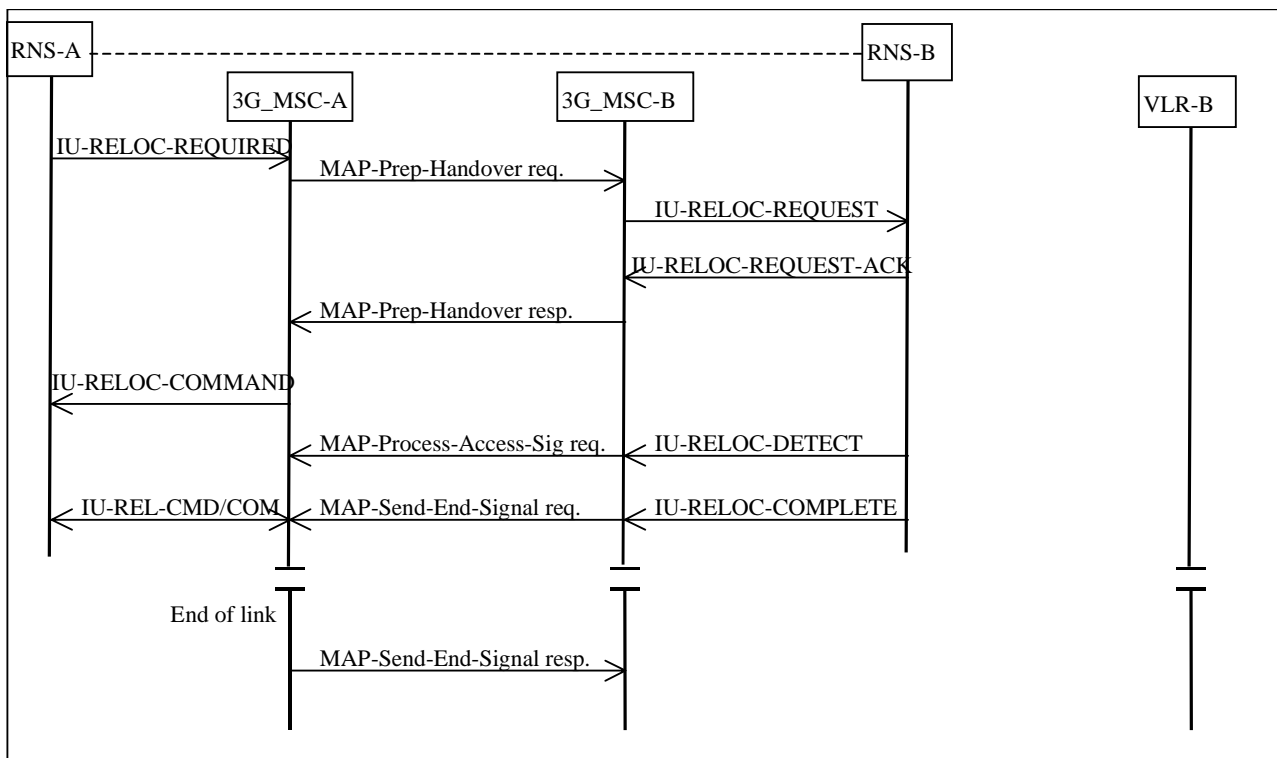 RNS-A
RNS-B
3G_MSC-A
3G_MSC-B
VLR-B
IU-RELOC-REQUIRED
MAP-Prep-Handover req.
IU-RELOC-REQUEST
IU-RELOC-REQUEST-ACK
MAP-Prep-Handover resp.
IU-RELOC-COMMAND
MAP-Process-Access-Sig req.
IU-RELOC-DETECT
IU-REL-CMD/COM
MAP-Send-End-Signal req.
IU-RELOC-COMPLETE
End of link
MAP-Send-End-Signal resp.